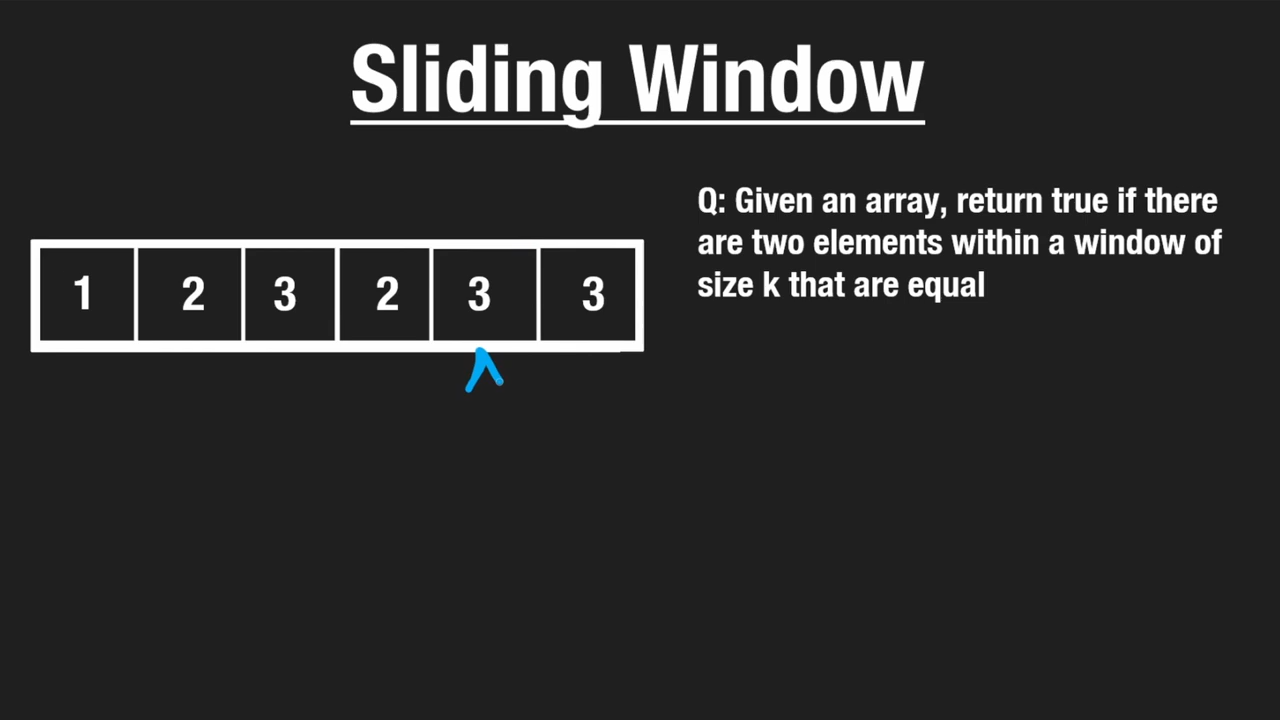 Sliding Window
Q: Given an array, return true if there
are two elements within a window of
size k that are equal
1 2 3 2 3 3